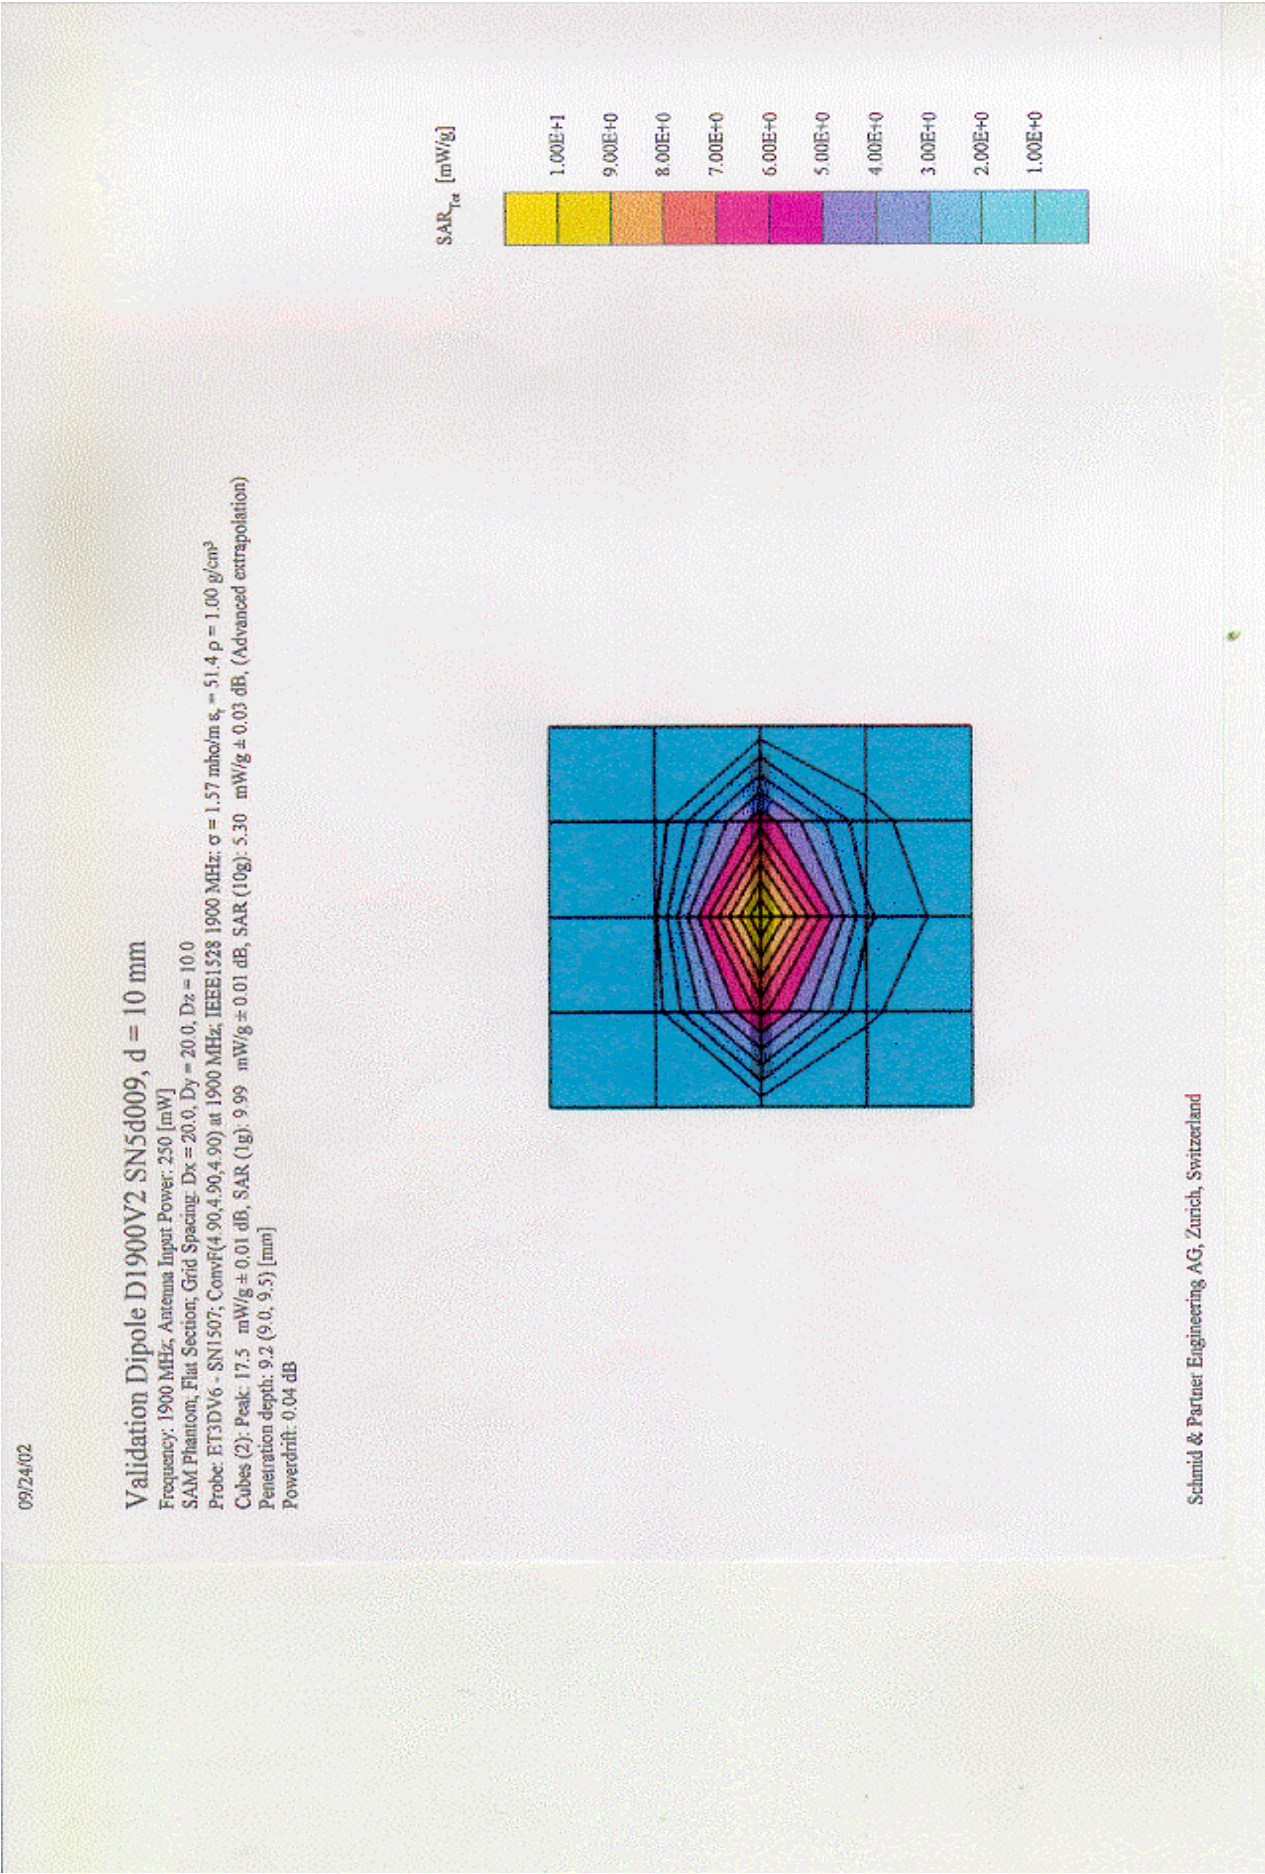 09/24/02
Validation Dipole D1900V2 SN5d009, d = 10 mm
Frequency: 1900 MHz; Antenna Input Power: 250 [mW]
SAM Phantom; Flat Section; Grid Spacing: Dx = 20.0, Dy = 20.0, Dz = 10.0
Probe: ET3DV6 - SN1507; ConvF(4.90,4.90,4.90) at 1900 MHz; IEEE1528 1900 MHz; σ = 1.57 mho/m εr = 51.4 ρ = 1.00 g/cm³
Cubes (2): Peak: 17.5 mW/g ± 0.01 dB, SAR (1g): 9.99 mW/g ± 0.01 dB, SAR (10g): 5.30 mW/g ± 0.03 dB, (Advanced extrapolation)
Penetration depth: 9.2 (9.0, 9.5) [mm]
Powerdrift: 0.04 dB
SARTot [mW/g]
1.00E+1
9.00E+0
8.00E+0
7.00E+0
6.00E+0
5.00E+0
4.00E+0
3.00E+0
2.00E+0
1.00E+0
Schmid & Partner Engineering AG, Zurich, Switzerland